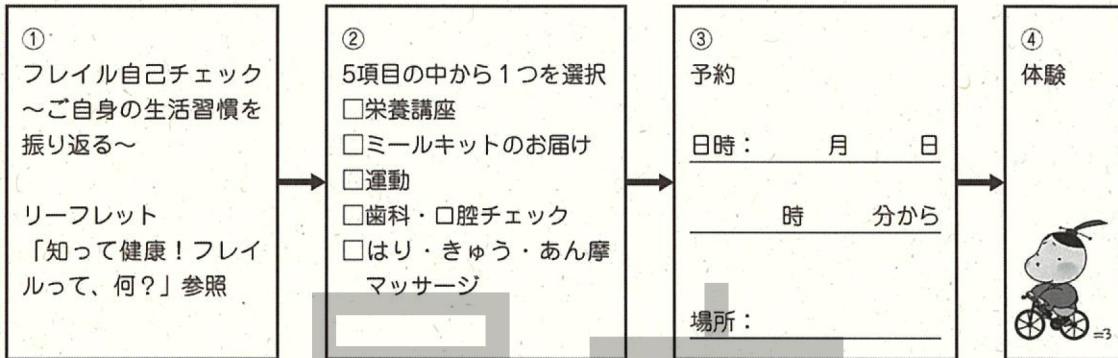 ①
フレイル自己チェック
～ご自身の生活習慣を
振り返る～
リーフレット
「知って健康！フレイ
ルって、何？」参照
②
5項目の中から1つを選択
□栄養講座
□ミールキットのお届け
□運動
□歯科・口腔チェック
□はり・きゅう・あん摩
マッサージ
③
予約
日時： 月 日
時 分から
場所：
④
体験
=3